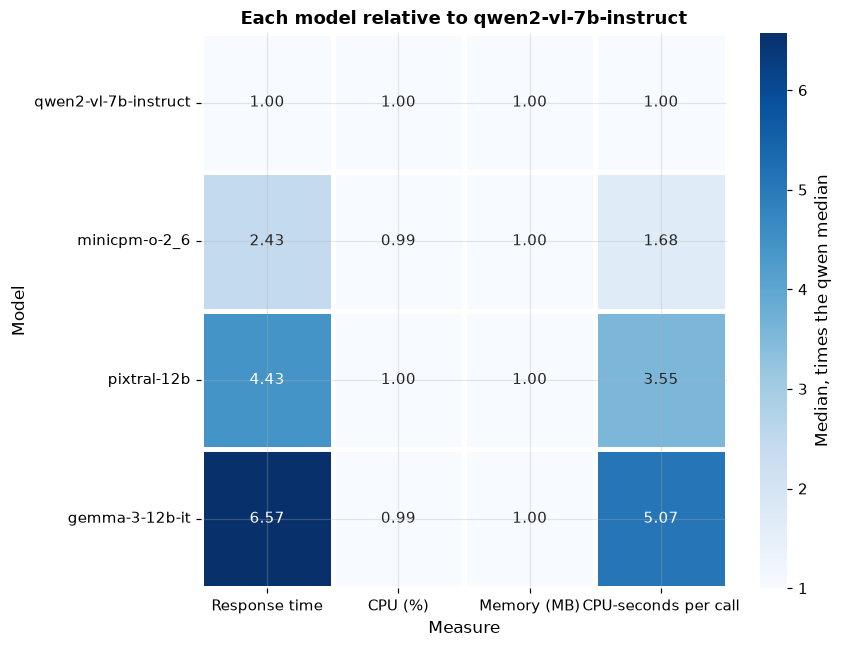 Each model relative to qwen2-vl-7b-instruct
qwen2-vl-7b-instruct 1.00 1.00 1.00 1.00
minicpm-o-2_6 2.43 0.99 1.00 1.68
pixtral-12b 4.43 1.00 1.00 3.55
gemma-3-12b-it 6.57 0.99 1.00 5.07
Response time CPU (%) Memory (MB) CPU-seconds per call
Measure
Model
6
5
4
3
2
1
Median, times the qwen median